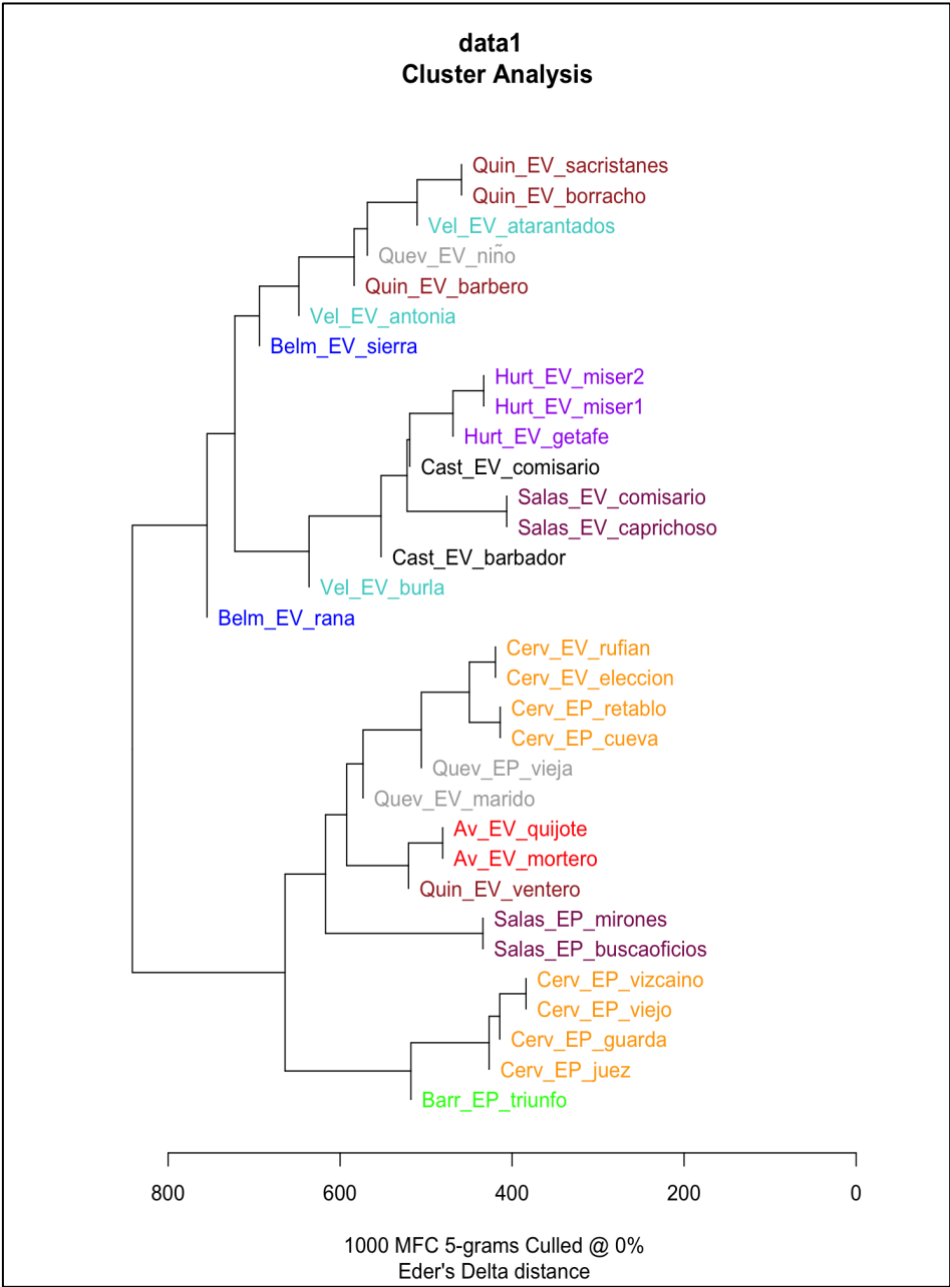 data1
Cluster Analysis
Quin_EV_sacristanes
Quin_EV_borracho
Vel_EV_atarantados
Quev_EV_niño
Quin_EV_barbero
Vel_EV_antonia
Belm_EV_sierra
Hurt_EV_miser2
Hurt_EV_miser1
Hurt_EV_getafe
Cast_EV_comisario
Salas_EV_comisario
Salas_EV_caprichoso
Cast_EV_barbador
Vel_EV_burla
Belm_EV_rana
Cerv_EV_rufian
Cerv_EV_eleccion
Cerv_EP_retablo
Cerv_EP_cueva
Quev_EP_vieja
Quev_EV_marido
Av_EV_quijote
Av_EV_mortero
Quin_EV_ventero
Salas_EP_mirones
Salas_EP_buscaoficios
Cerv_EP_vizcaino
Cerv_EP_viejo
Cerv_EP_guarda
Cerv_EP_juez
Barr_EP_triunfo
800 600 400 200 0
1000 MFC 5-grams Culled @ 0%
Eder's Delta distance